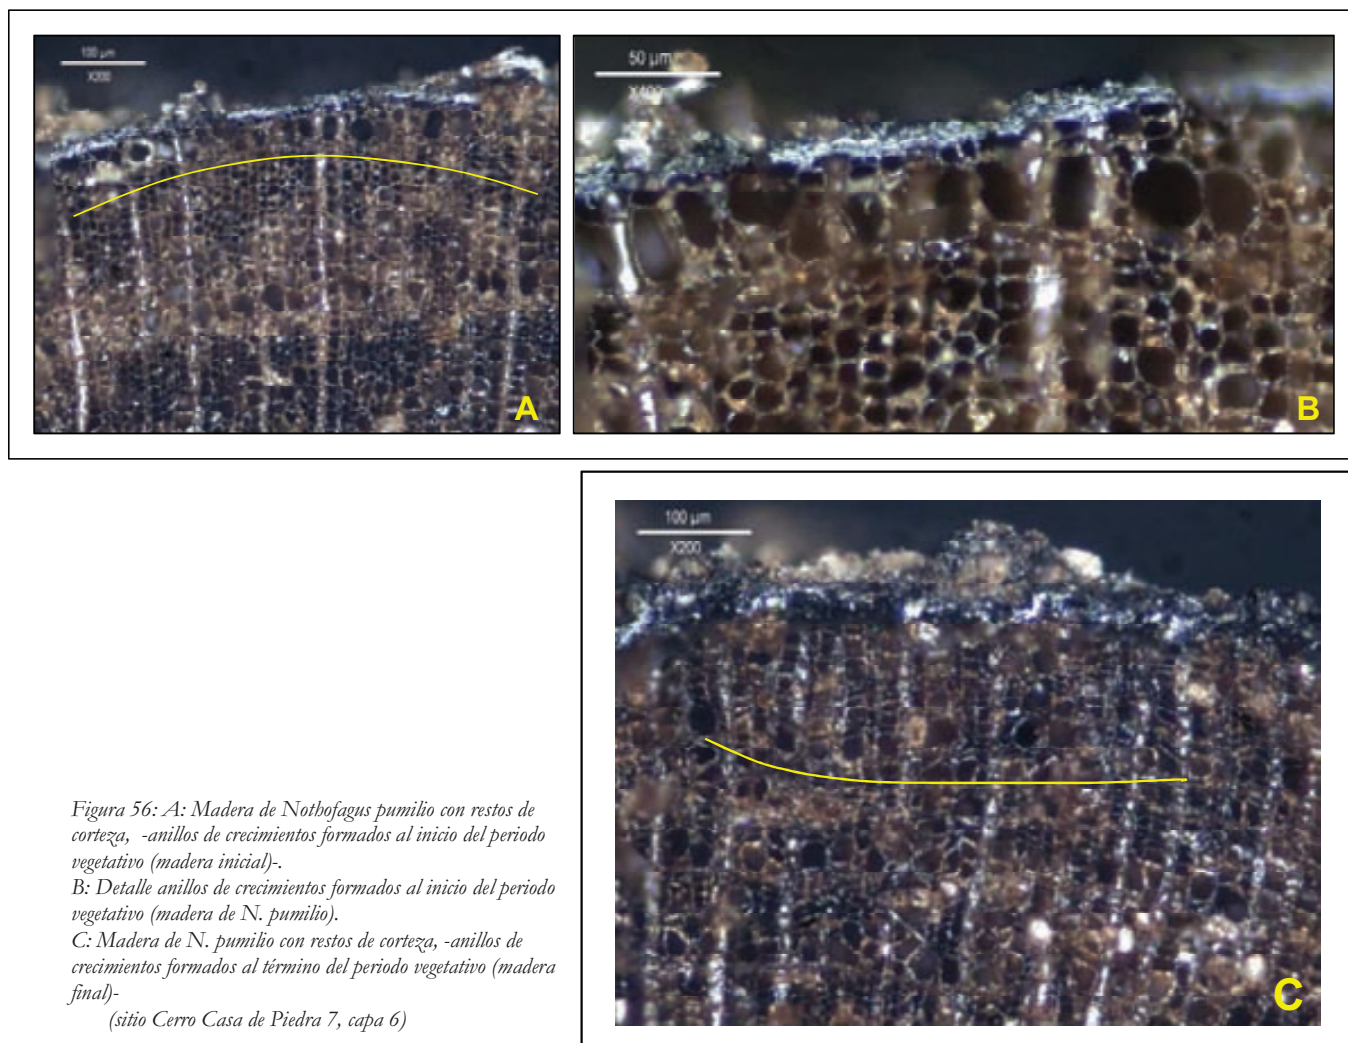 100 µm
X200
A
50 µm
X400
B
100 µm
X200
C
Figura 56: A: Madera de Nothofagus pumilio con restos de
corteza, -anillos de crecimientos formados al inicio del periodo
vegetativo (madera inicial)-.
B: Detalle anillos de crecimientos formados al inicio del periodo
vegetativo (madera de N. pumilio).
C: Madera de N. pumilio con restos de corteza, -anillos de
crecimientos formados al término del periodo vegetativo (madera
final)-
(sitio Cerro Casa de Piedra 7, capa 6)